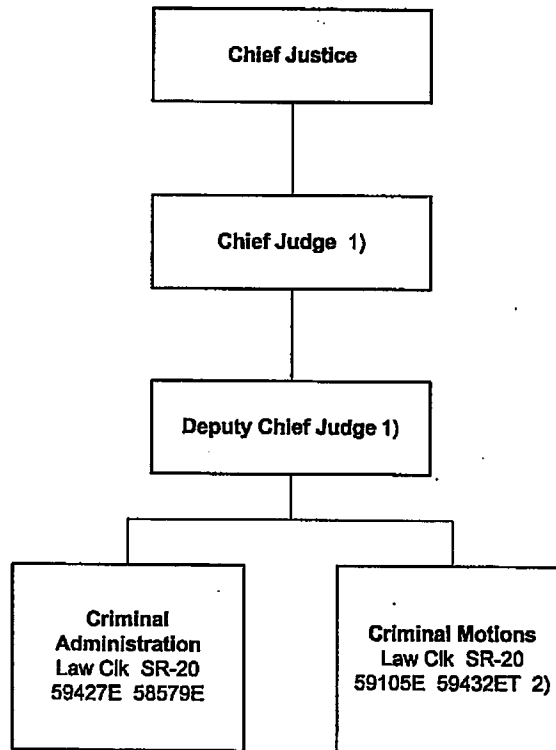 Chief Justice
Chief Judge 1)
Deputy Chief Judge 1)
Criminal
Administration
Law Clk SR-20
59427E 58579E
Criminal Motions
Law Clk SR-20
59105E 59432ET 2)